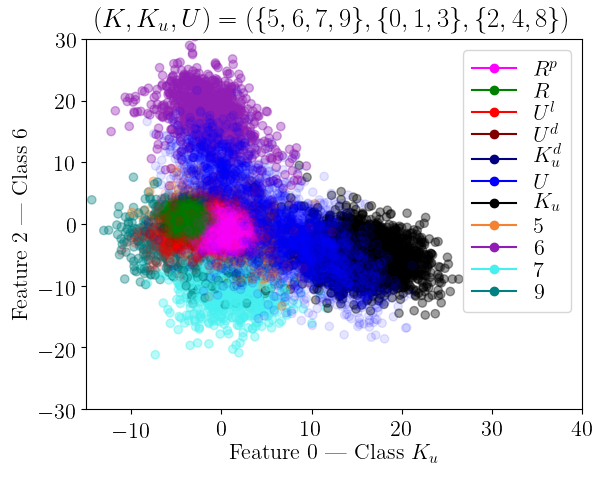 (K, K_u, U) = ({5, 6, 7, 9}, {0, 1, 3}, {2, 4, 8})
30
20
10
0
−10
−20
−30
Feature 2 — Class 6
R^p
R
U^l
U^d
K_u^d
U
K_u
5
6
7
9
−10 0 10 20 30 40
Feature 0 — Class K_u